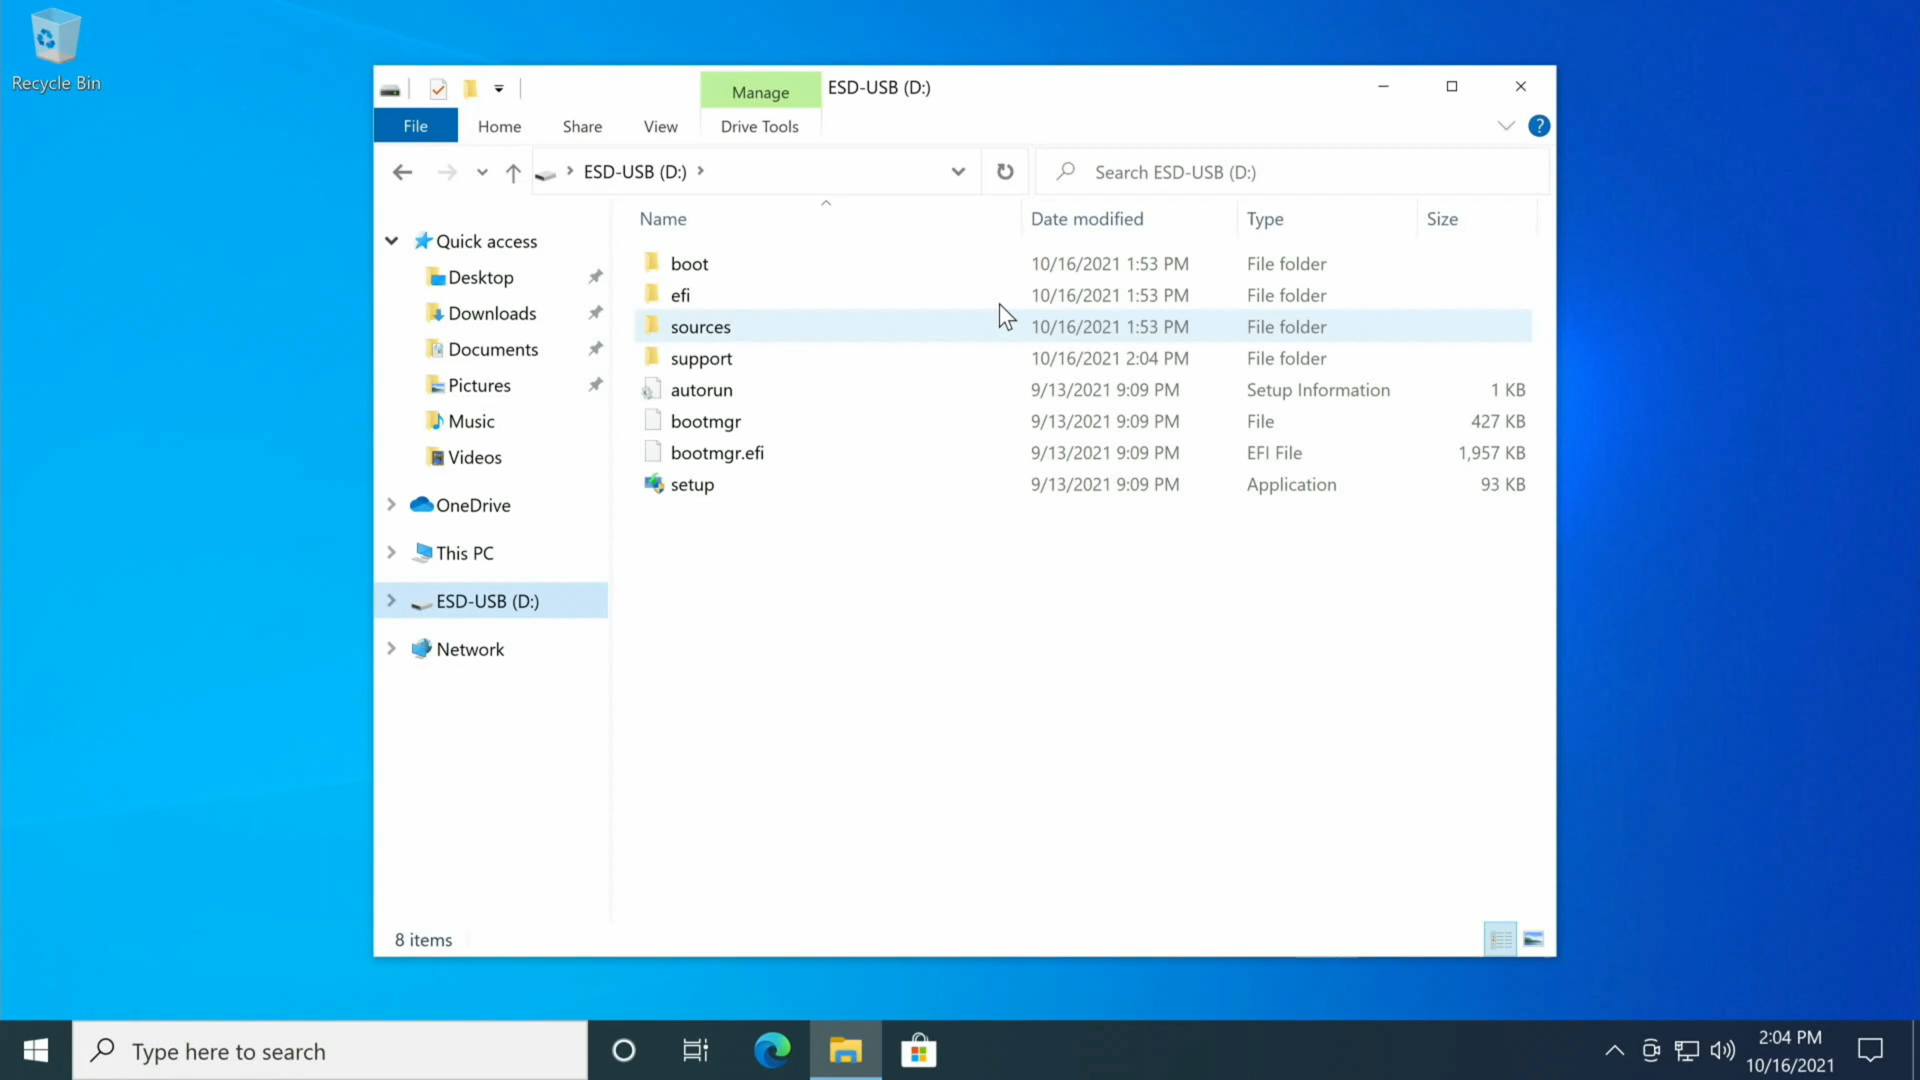 Recycle Bin
Manage
ESD-USB (D:)
File
Home
Share
View
Drive Tools
?
ESD-USB (D:)
Search ESD-USB (D:)
Name
Date modified
Type
Size
Quick access
Desktop
Downloads
Documents
Pictures
Music
Videos
OneDrive
This PC
ESD-USB (D:)
Network
boot 10/16/2021 1:53 PM File folder
efi 10/16/2021 1:53 PM File folder
sources 10/16/2021 1:53 PM File folder
support 10/16/2021 2:04 PM File folder
autorun 9/13/2021 9:09 PM Setup Information 1 KB
bootmgr 9/13/2021 9:09 PM File 427 KB
bootmgr.efi 9/13/2021 9:09 PM EFI File 1,957 KB
setup 9/13/2021 9:09 PM Application 93 KB
8 items
Type here to search
2:04 PM
10/16/2021